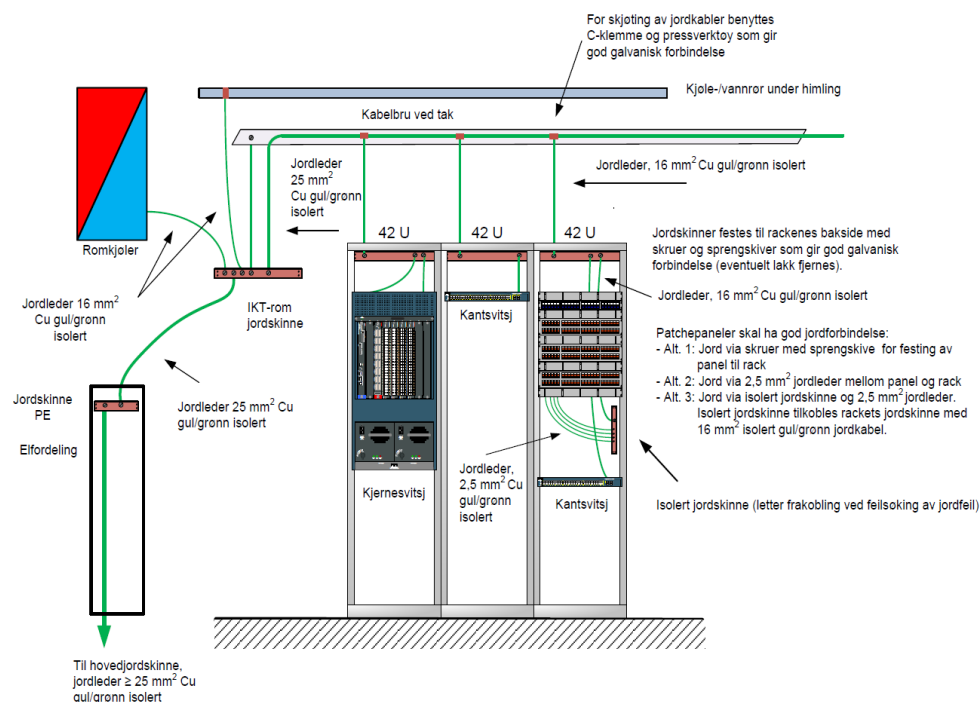 For skjøting av jordkabler benyttes
C-klemme og pressverktøy som gir
god galvanisk forbindelse
Kjøle-/vannrør under himling
Kabelbru ved tak
Jordleder
25 mm²
Cu gul/grønn
isolert
Jordleder, 16 mm² Cu gul/grønn isolert
Romkjøler
42 U
42 U
42 U
Jordskinner festes til rackenes bakside med
skruer og sprengskiver som gir god galvanisk
forbindelse (eventuelt lakk fjernes).
Jordleder 16 mm²
Cu gul/grønn
isolert
IKT-rom
jordskinne
Jordleder, 16 mm² Cu gul/grønn isolert
Kantsvitsj
Patchepaneler skal ha god jordforbindelse:
- Alt. 1: Jord via skruer med sprengskive for festing av
panel til rack
- Alt. 2: Jord via 2,5 mm² jordleder mellom panel og rack
- Alt. 3: Jord via isolert jordskinne og 2,5 mm² jordleder.
Isolert jordskinne tilkobles rackets jordskinne med
16 mm² isolert gul/grønn jordkabel.
Jordskinne
PE
Elfordeling
Jordleder 25 mm² Cu
gul/grønn isolert
Jordleder,
2,5 mm² Cu
gul/grønn
isolert
Kjernesvitsj
Kantsvitsj
Isolert jordskinne (letter frakobling ved feilsøking av jordfeil)
Til hovedjordskinne,
jordleder ≥ 25 mm² Cu
gul/grønn isolert